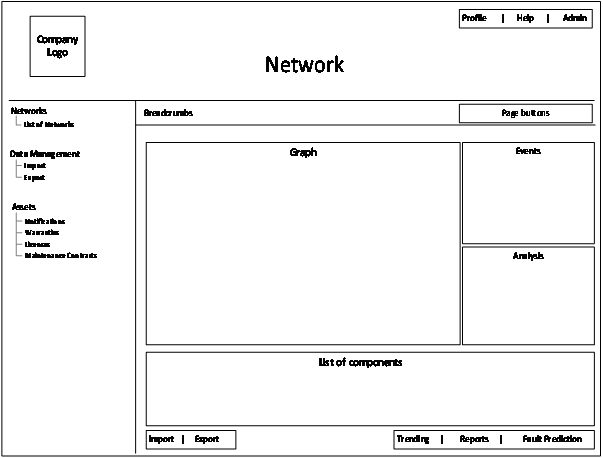 Profile | Help | Admin
Company
Logo
Network
Networks
List of Networks
Data Management
Import
Export
Assets
Notifications
Warranties
Licenses
Maintenance Contracts
Breadcrumbs
Page buttons
Graph
Events
Analysis
List of components
Import | Export
Trending | Reports | Fault Prediction